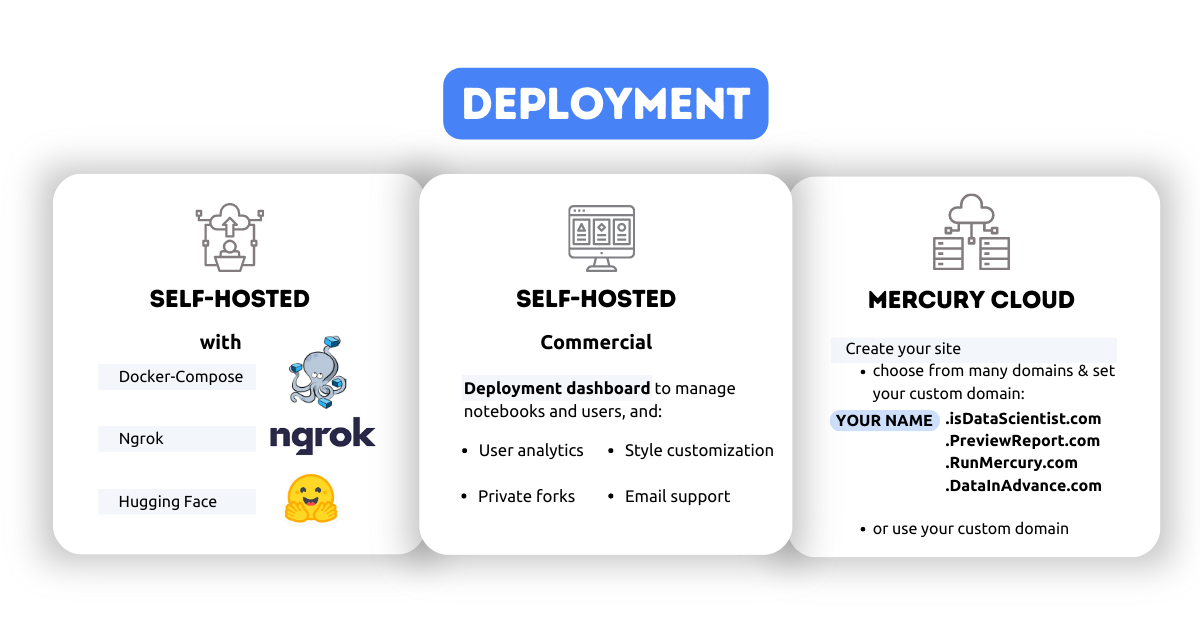 DEPLOYMENT
SELF-HOSTED
with
Docker-Compose
Ngrok
ngrok
Hugging Face
SELF-HOSTED
Commercial
Deployment dashboard to manage
notebooks and users, and:
• User analytics • Style customization
• Private forks • Email support
MERCURY CLOUD
Create your site
• choose from many domains & set
your custom domain:
YOUR NAME .isDataScientist.com
.PreviewReport.com
.RunMercury.com
.DataInAdvance.com
• or use your custom domain